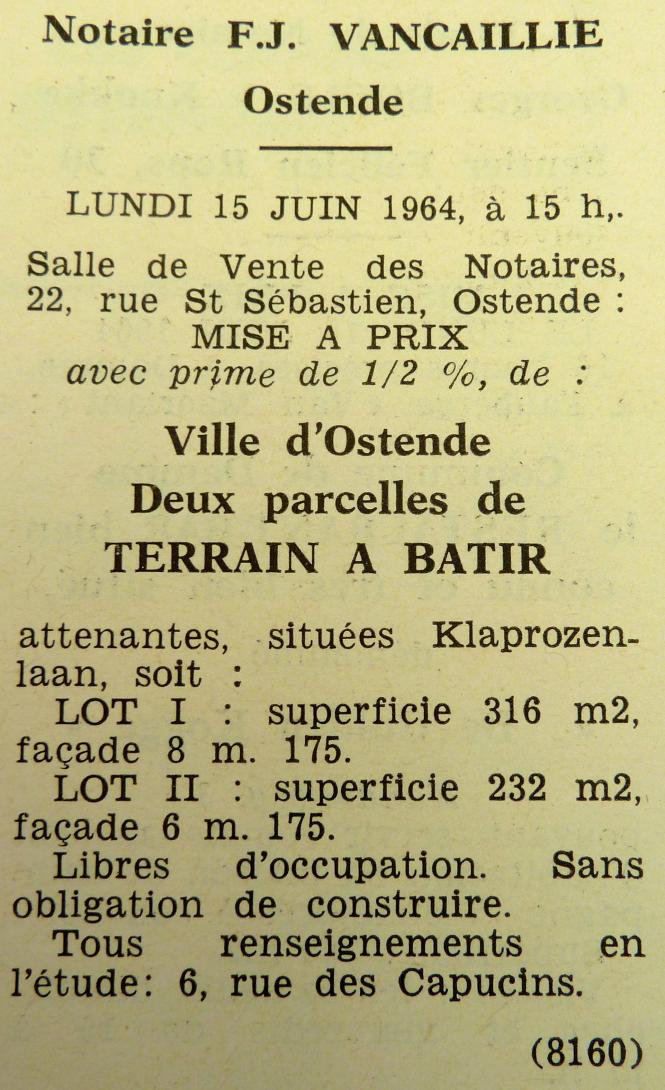 Notaire F.J. VANCAILLIE
Ostende
LUNDI 15 JUIN 1964, à 15 h,.
Salle de Vente des Notaires,
22, rue St Sébastien, Ostende :
MISE A PRIX
avec prime de 1/2 %, de :
Ville d'Ostende
Deux parcelles de
TERRAIN A BATIR
attenantes, situées Klaprozen-
laan, soit :
LOT I : superficie 316 m2,
façade 8 m. 175.
LOT II : superficie 232 m2,
façade 6 m. 175.
Libres d'occupation. Sans
obligation de construire.
Tous renseignements en
l'étude: 6, rue des Capucins.
(8160)